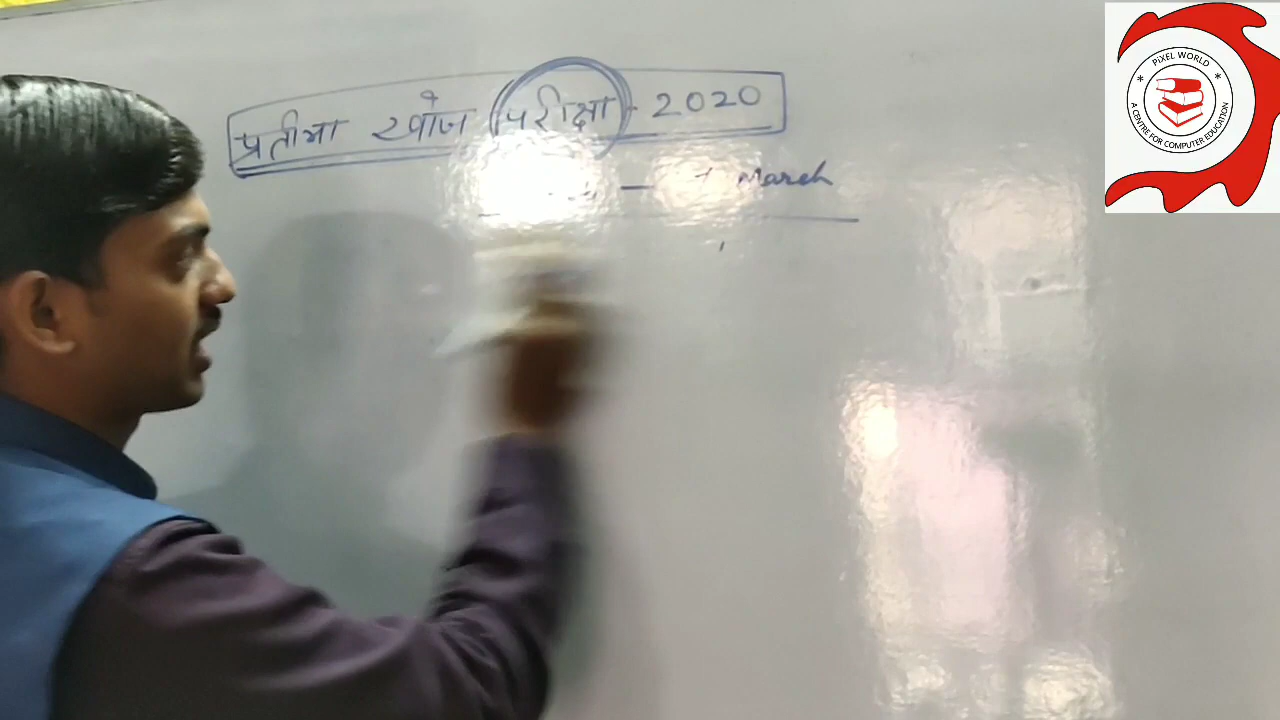 प्रतीभा खोज परीक्षा - 2020
March
PiXEL WORLD
A CENTRE FOR COMPUTER EDUCATION